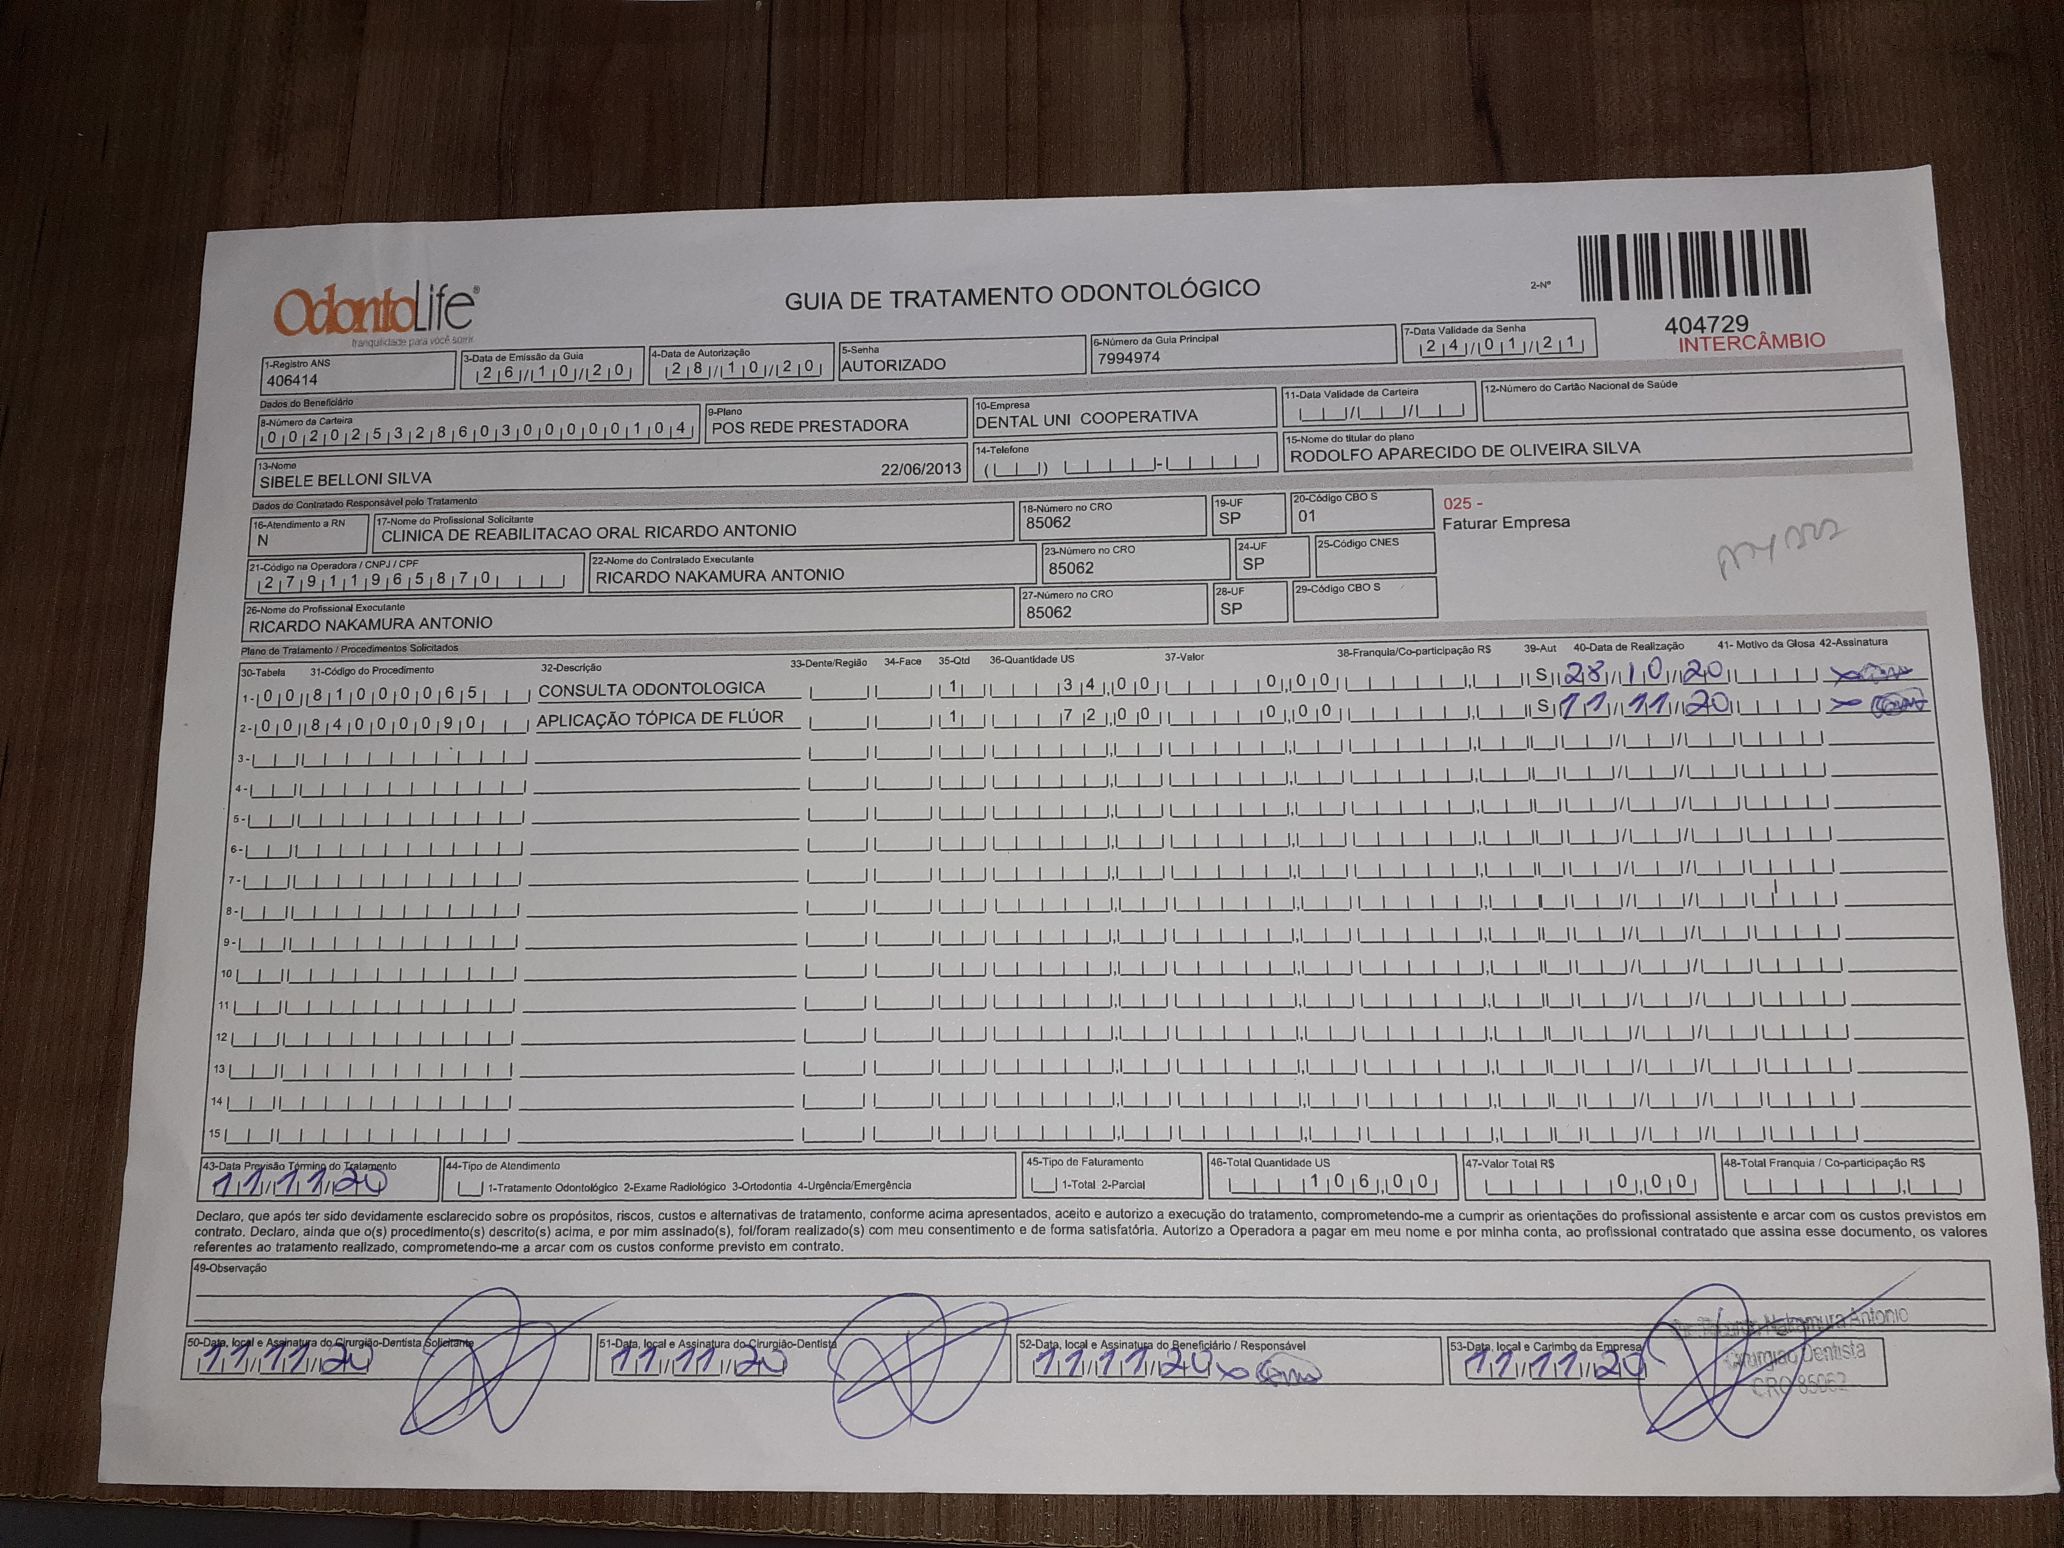 OdontoLife®
tranquilidade para você sorrir.
GUIA DE TRATAMENTO ODONTOLÓGICO
2-Nº
404729
INTERCÂMBIO
1-Registro ANS
406414
3-Data de Emissão da Guia
26/10/20
4-Data de Autorização
28/10/20
5-Senha
AUTORIZADO
6-Número da Guia Principal
7994974
7-Data Validade da Senha
24/01/21
Dados do Beneficiário
8-Número da Carteira
00202532860300000104
9-Plano
POS REDE PRESTADORA
10-Empresa
DENTAL UNI COOPERATIVA
11-Data Validade da Carteira
12-Número do Cartão Nacional de Saúde
13-Nome
SIBELE BELLONI SILVA 22/06/2013
14-Telefone
15-Nome do titular do plano
RODOLFO APARECIDO DE OLIVEIRA SILVA
Dados do Contratado Responsável pelo Tratamento
16-Atendimento a RN
N
17-Nome do Profissional Solicitante
CLINICA DE REABILITACAO ORAL RICARDO ANTONIO
18-Número no CRO
85062
19-UF
SP
20-Código CBO S
01
025 -
Faturar Empresa
21-Código na Operadora / CNPJ / CPF
27911965870
22-Nome do Contratado Executante
RICARDO NAKAMURA ANTONIO
23-Número no CRO
85062
24-UF
SP
25-Código CNES
26-Nome do Profissional Executante
RICARDO NAKAMURA ANTONIO
27-Número no CRO
85062
28-UF
SP
29-Código CBO S
Plano de Tratamento / Procedimentos Solicitados
30-Tabela 31-Código do Procedimento 32-Descrição 33-Dente/Região 34-Face 35-Qtd 36-Quantidade US 37-Valor 38-Franquia/Co-participação R$ 39-Aut 40-Data de Realização 41- Motivo da Glosa 42-Assinatura
1- 00 81000065 CONSULTA ODONTOLOGICA 1 34,00 0,00 S 28/10/20
2- 00 84000090 APLICAÇÃO TÓPICA DE FLÚOR 1 72,00 0,00 S 11/11/20
3-
4-
5-
6-
7-
8-
9-
10
11
12
13
14
15
43-Data Previsão Término do Tratamento
11/11/20
44-Tipo de Atendimento
1-Tratamento Odontológico 2-Exame Radiológico 3-Ortodontia 4-Urgência/Emergência
45-Tipo de Faturamento
1-Total 2-Parcial
46-Total Quantidade US
106,00
47-Valor Total R$
0,00
48-Total Franquia / Co-participação R$
Declaro, que após ter sido devidamente esclarecido sobre os propósitos, riscos, custos e alternativas de tratamento, conforme acima apresentados, aceito e autorizo a execução do tratamento, comprometendo-me a cumprir as orientações do profissional assistente e arcar com os custos previstos em
contrato. Declaro, ainda que o(s) procedimento(s) descrito(s) acima, e por mim assinado(s), foi/foram realizado(s) com meu consentimento e de forma satisfatória. Autorizo a Operadora a pagar em meu nome e por minha conta, ao profissional contratado que assina esse documento, os valores
referentes ao tratamento realizado, comprometendo-me a arcar com os custos conforme previsto em contrato.
49-Observação
50-Data, local e Assinatura do Cirurgião-Dentista Solicitante
11/11/20
51-Data, local e Assinatura do Cirurgião-Dentista
11/11/20
52-Data, local e Assinatura do Beneficiário / Responsável
11/11/20
53-Data, local e Carimbo da Empresa
11/11/20
Nakamura Antonio
Cirurgião Dentista
CRO 85062